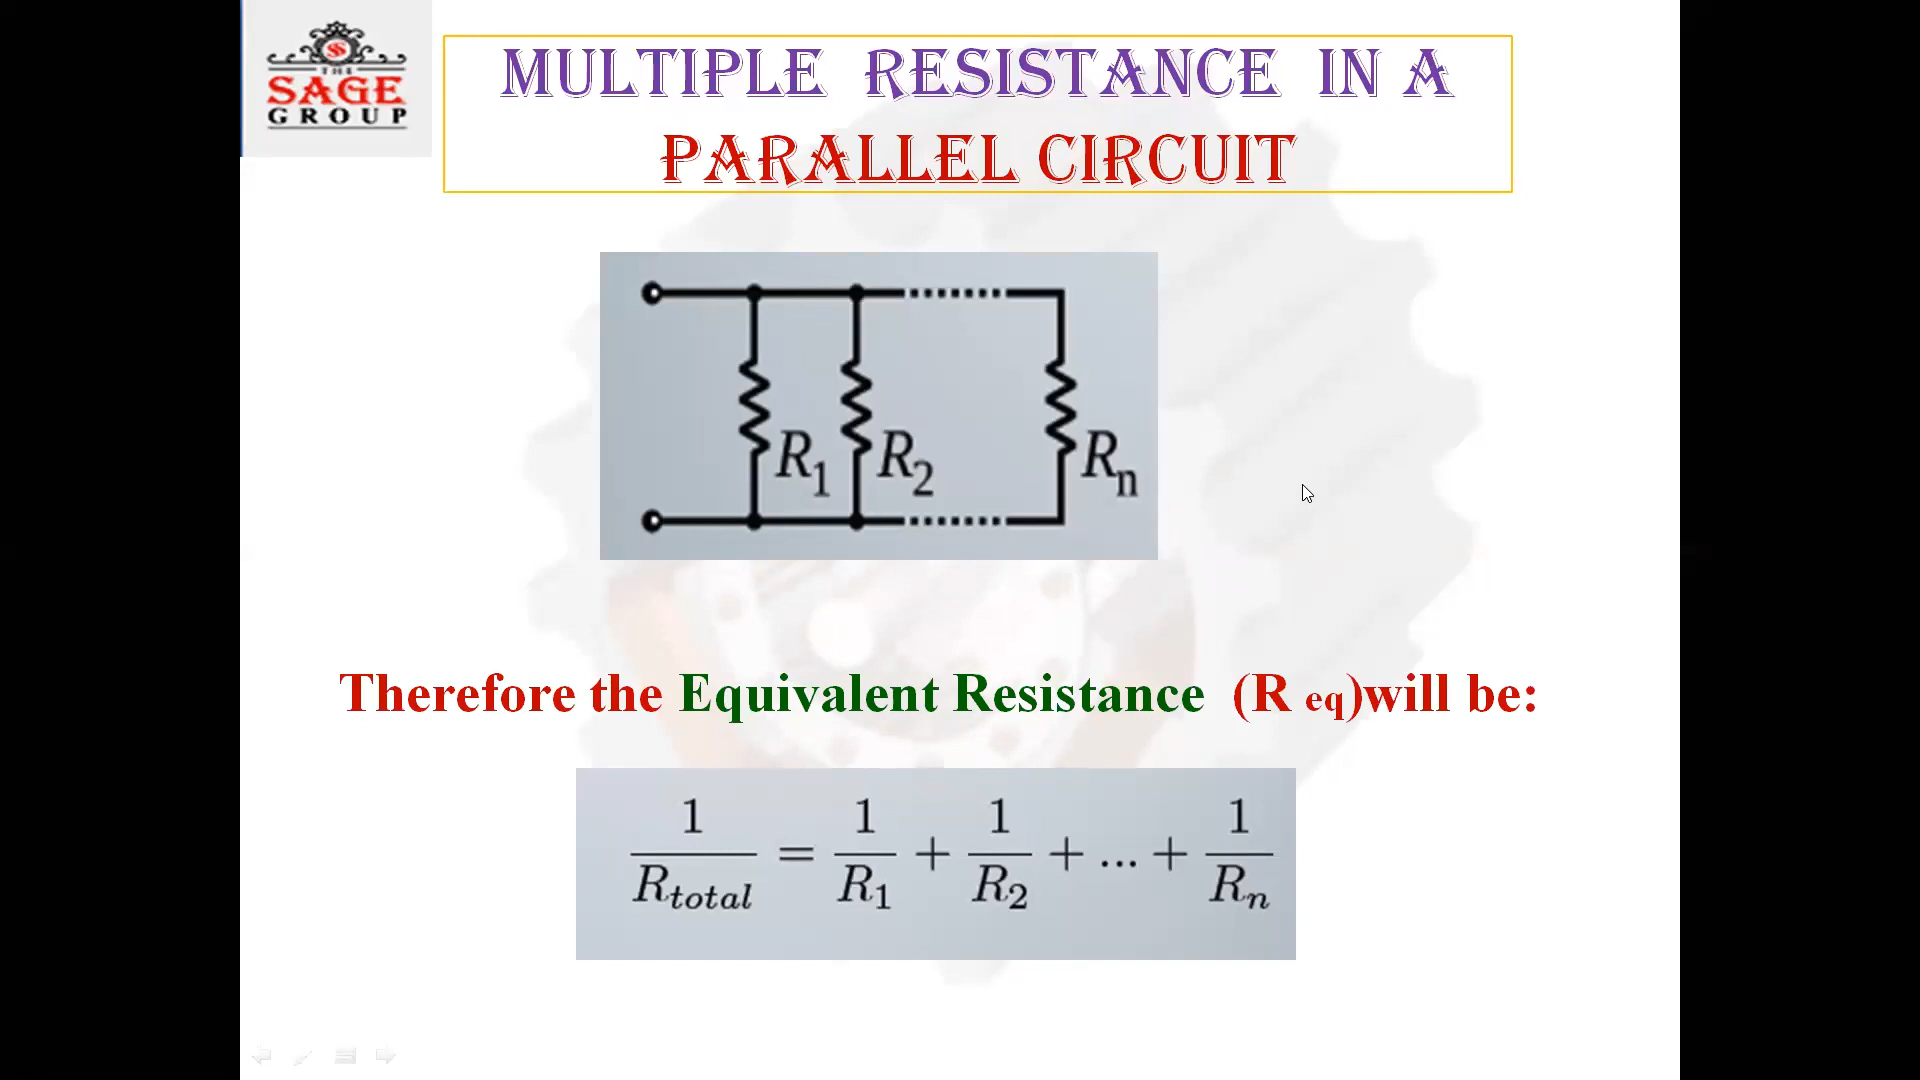 THE
SAGE
GROUP
MULTIPLE RESISTANCE IN A
PARALLEL CIRCUIT
R1 R2 Rn
Therefore the Equivalent Resistance (R eq)will be:
1/Rtotal = 1/R1 + 1/R2 + ... + 1/Rn